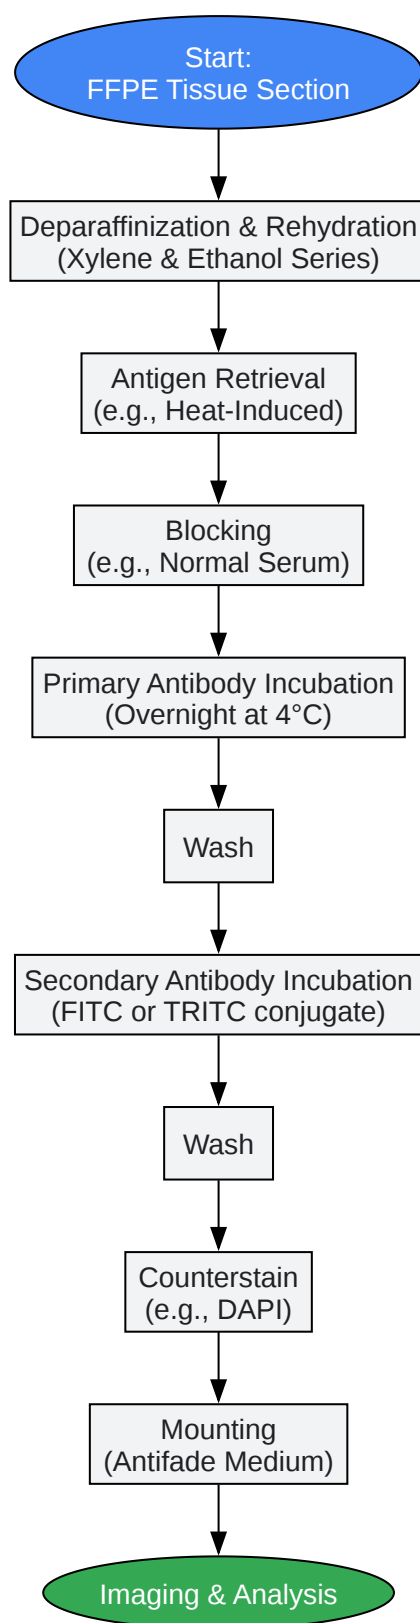 Start:
FFPE Tissue Section
Deparaffinization & Rehydration
(Xylene & Ethanol Series)
Antigen Retrieval
(e.g., Heat-Induced)
Blocking
(e.g., Normal Serum)
Primary Antibody Incubation
(Overnight at 4°C)
Wash
Secondary Antibody Incubation
(FITC or TRITC conjugate)
Wash
Counterstain
(e.g., DAPI)
Mounting
(Antifade Medium)
Imaging & Analysis